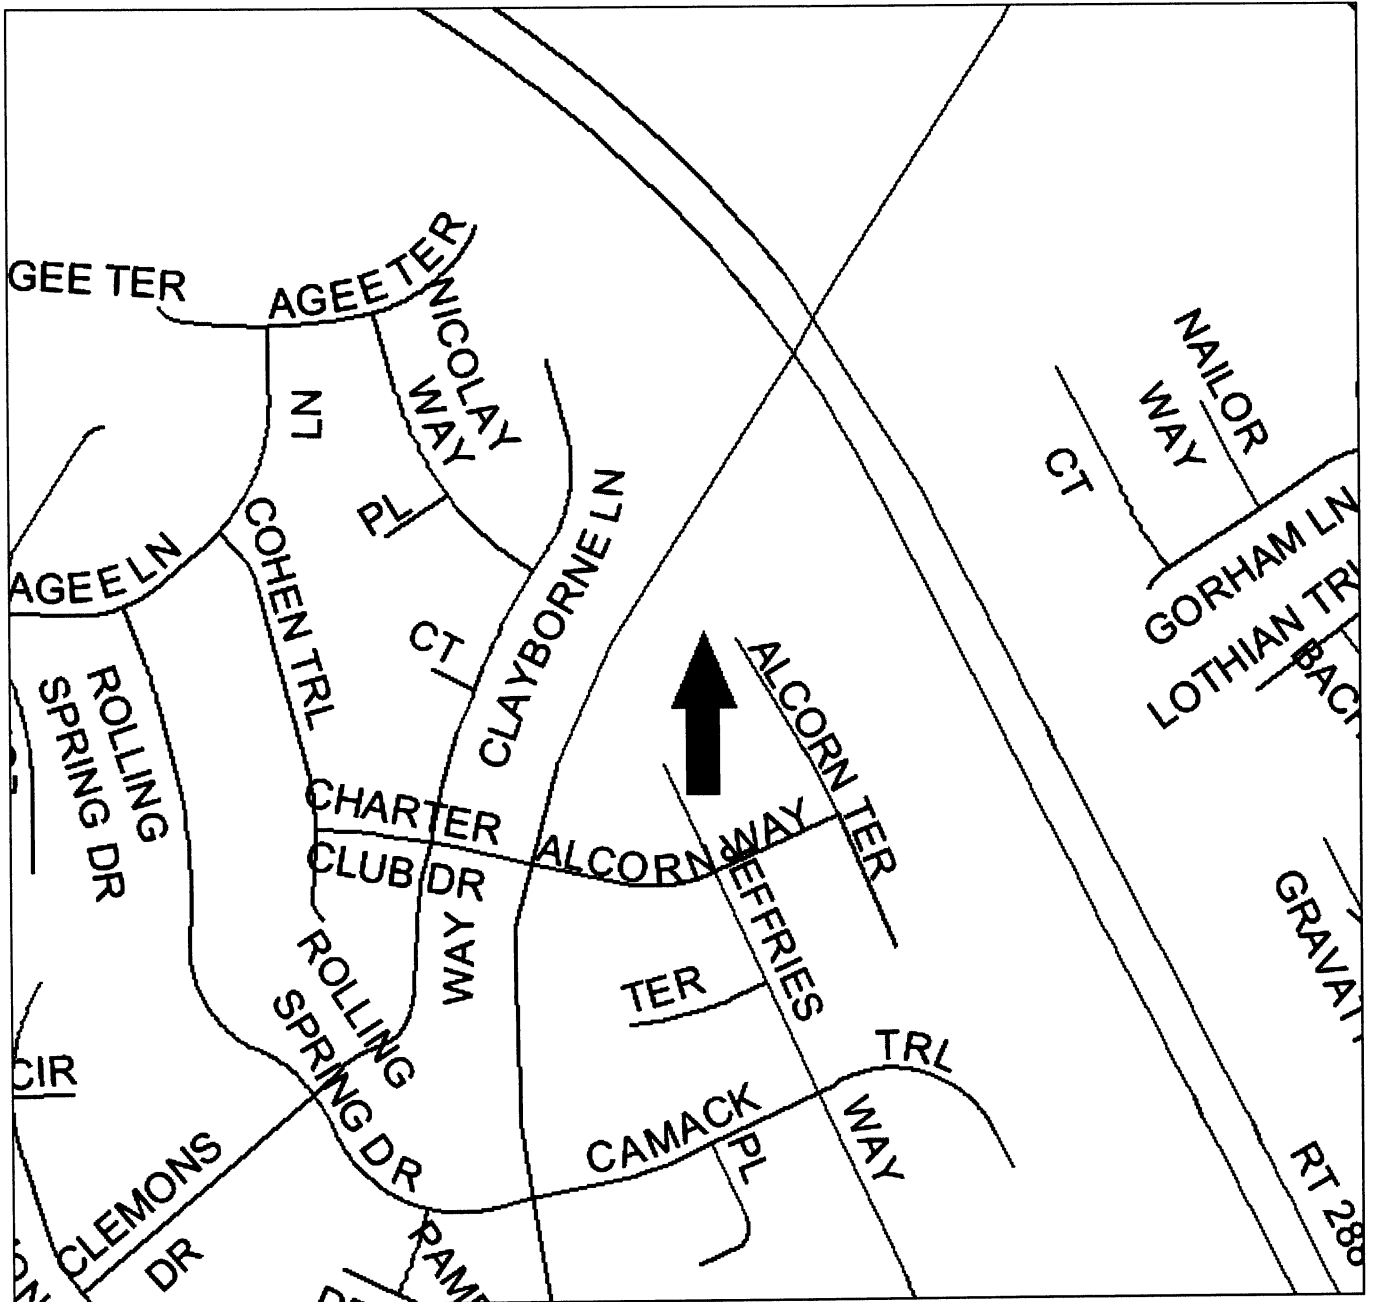 GEE TER
AGEE TER
NICOLAY
WAY
LN
PL
NAILOR
WAY
CT
GORHAM LN
LOTHIAN TRL
AGEE LN
COHEN TRL
CT
CLAYBORNE LN
ROLLING
SPRING DR
ALCORN TER
CHARTER
CLUB DR
ALCORN WAY
JEFFRIES
WAY
WAY
TER
ROLLING
SPRING DR
CIR
CAMACK
TRL
PL
CLEMONS
DR
RT 288